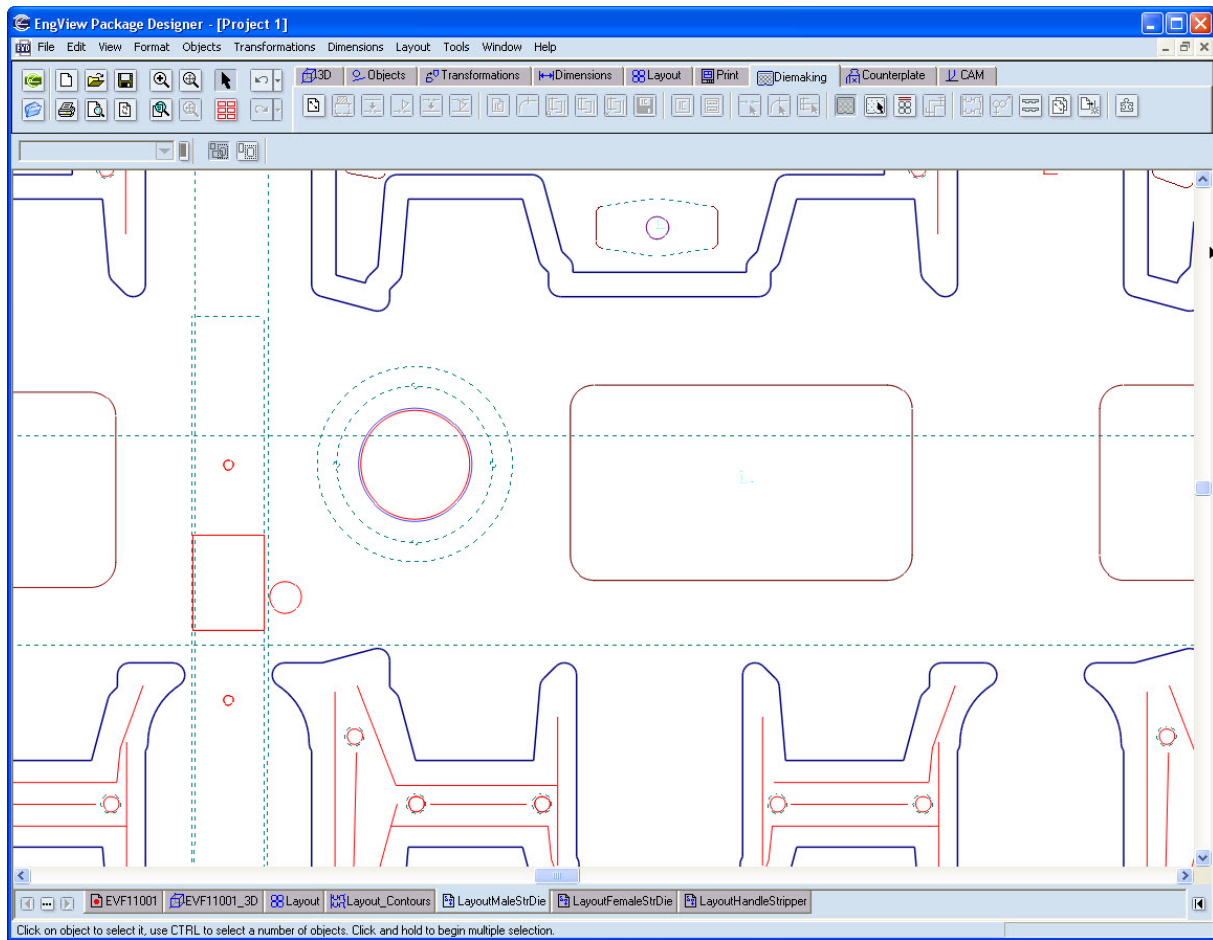 EngView Package Designer - [Project 1]
File Edit View Format Objects Transformations Dimensions Layout Tools Window Help
3D Objects Transformations Dimensions Layout Print Diemaking Counterplate CAM
EVF11001 EVF11001_3D Layout Layout_Contours LayoutMaleStrDie LayoutFemaleStrDie LayoutHandleStripper
Click on object to select it, use CTRL to select a number of objects. Click and hold to begin multiple selection.